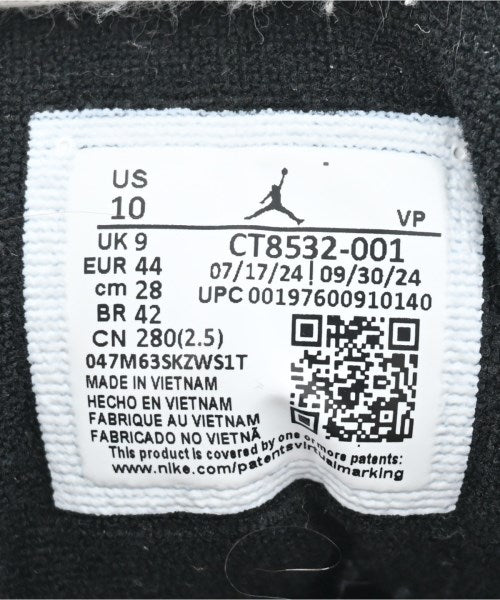 US
10
VP
UK 9
EUR 44
cm 28
BR 42
CN 280(2.5)
CT8532-001
07/17/24 | 09/30/24
UPC 00197600910140
047M63SKZWS1T
MADE IN VIETNAM
HECHO EN VIETNAM
FABRIQUE AU VIETNAM
FABRICADO NO VIETNÃ
This product is covered by one or more patents:
www.nike.com/patentsvirtualmarking